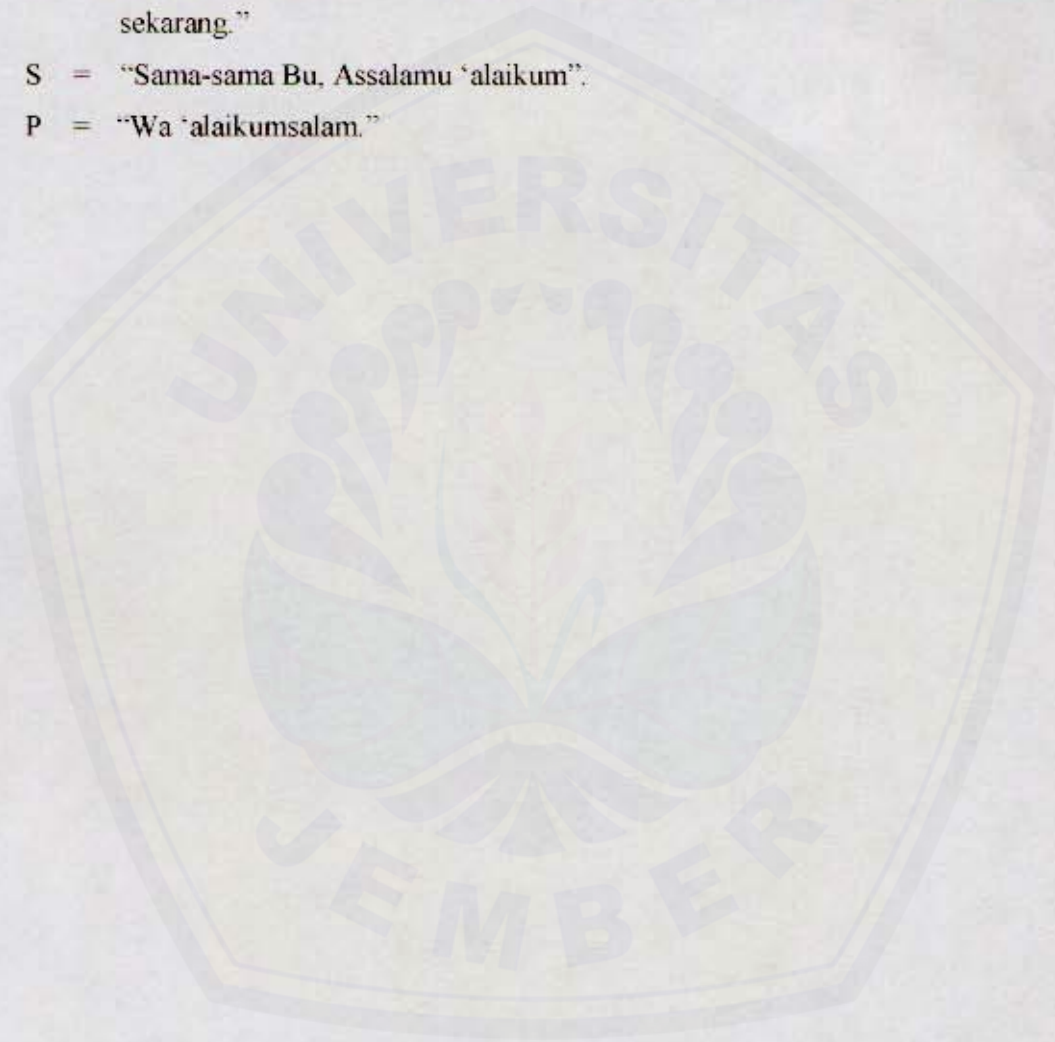 sekarang.”
S = “Sama-sama Bu, Assalamu ‘alaikum”.
P = “Wa ‘alaikumsalam.”
UNIVERSITAS
JEMBER